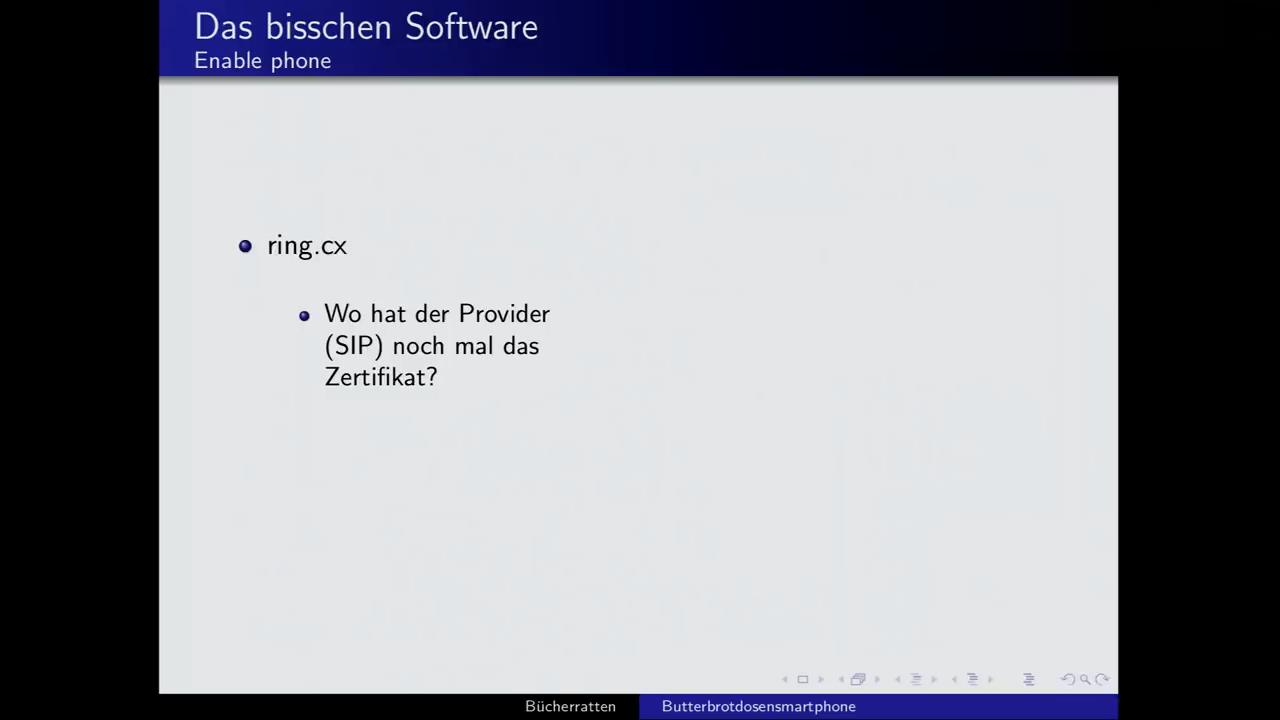 Das bisschen Software
Enable phone
ring.cx
Wo hat der Provider
(SIP) noch mal das
Zertifikat?
Bücherratten
Butterbrotdosensmartphone